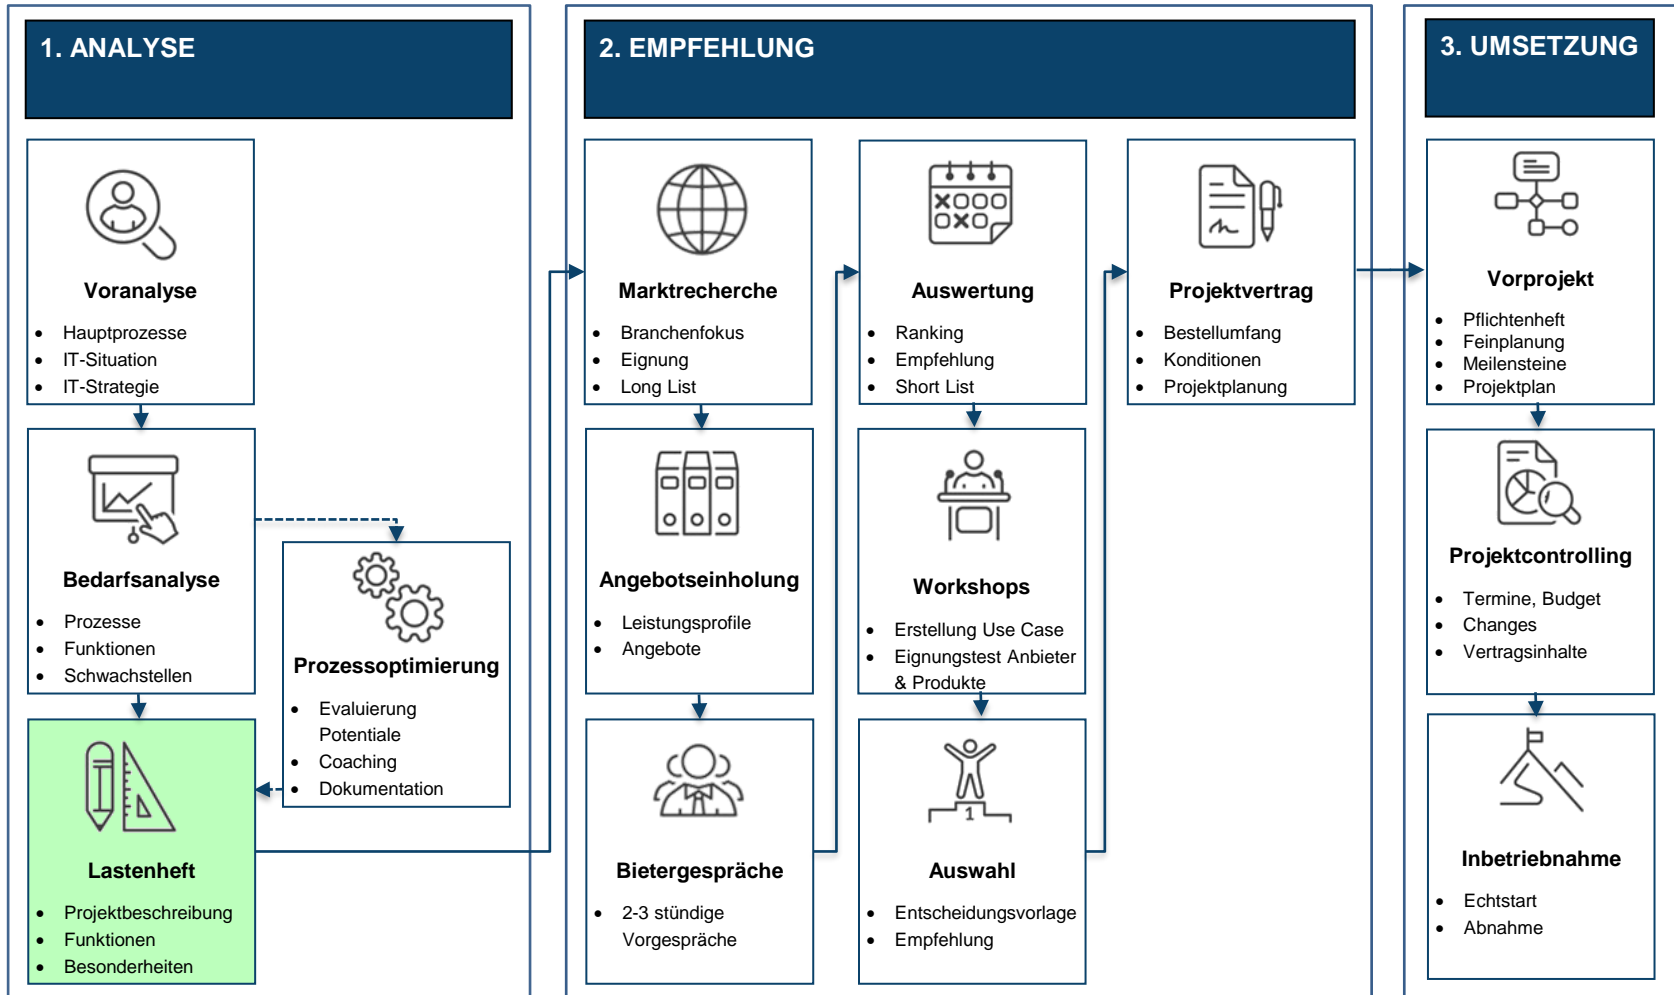 1. ANALYSE
Voranalyse
• Hauptprozesse
• IT-Situation
• IT-Strategie
Bedarfsanalyse
• Prozesse
• Funktionen
• Schwachstellen
Prozessoptimierung
• Evaluierung
Potentiale
• Coaching
• Dokumentation
Lastenheft
• Projektbeschreibung
• Funktionen
• Besonderheiten
2. EMPFEHLUNG
Marktrecherche
• Branchenfokus
• Eignung
• Long List
Angebotseinholung
• Leistungsprofile
• Angebote
Bietergespräche
• 2-3 stündige
Vorgespräche
Auswertung
• Ranking
• Empfehlung
• Short List
Workshops
• Erstellung Use Case
• Eignungstest Anbieter
& Produkte
1
Auswahl
• Entscheidungsvorlage
• Empfehlung
Projektvertrag
• Bestellumfang
• Konditionen
• Projektplanung
3. UMSETZUNG
Vorprojekt
• Pflichtenheft
• Feinplanung
• Meilensteine
• Projektplan
Projektcontrolling
• Termine, Budget
• Changes
• Vertragsinhalte
Inbetriebnahme
• Echtstart
• Abnahme